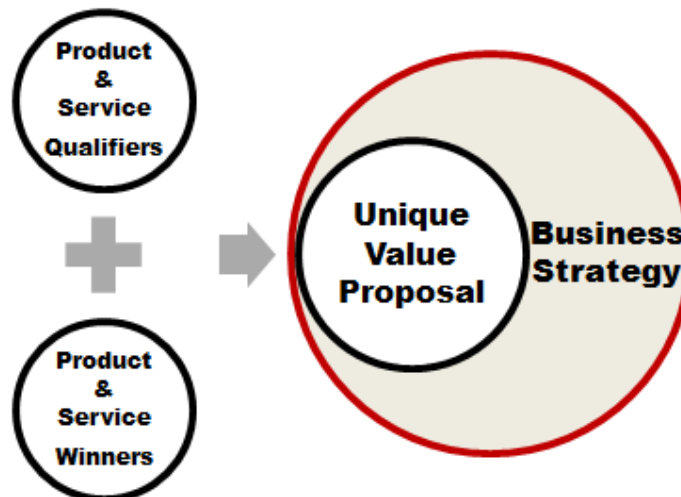 Product
&
Service
Qualifiers
Product
&
Service
Winners
Unique
Value
Proposal
Business
Strategy